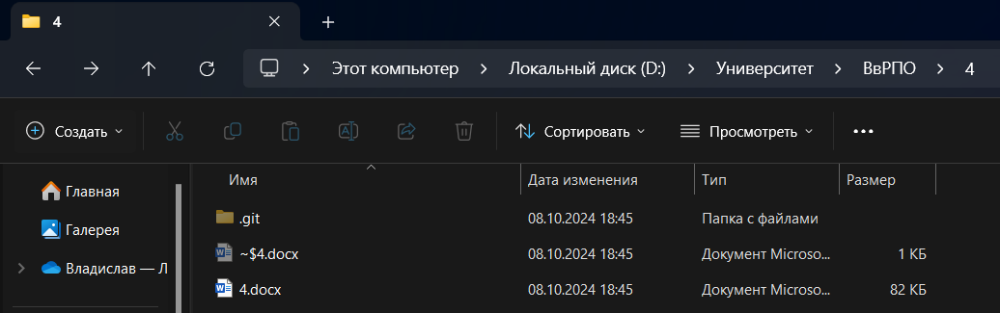 4
Этот компьютер > Локальный диск (D:) > Университет > ВвРПО > 4
Создать Сортировать Просмотреть
Имя Дата изменения Тип Размер
Главная
Галерея
Владислав — Л
.git 08.10.2024 18:45 Папка с файлами
~$4.docx 08.10.2024 18:45 Документ Microso... 1 КБ
4.docx 08.10.2024 18:45 Документ Microso... 82 КБ